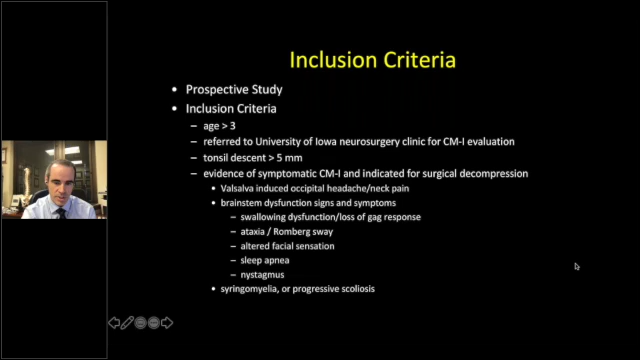 Inclusion Criteria
• Prospective Study
• Inclusion Criteria
– age > 3
– referred to University of Iowa neurosurgery clinic for CM-I evaluation
– tonsil descent > 5 mm
– evidence of symptomatic CM-I and indicated for surgical decompression
• Valsalva induced occipital headache/neck pain
• Brainstem dysfunction signs and symptoms
– swallowing dysfunction/loss of gag response
– ataxia / Romberg sway
– altered facial sensation
– sleep apnea
– nystagmus
• syringomyelia, or progressive scoliosis